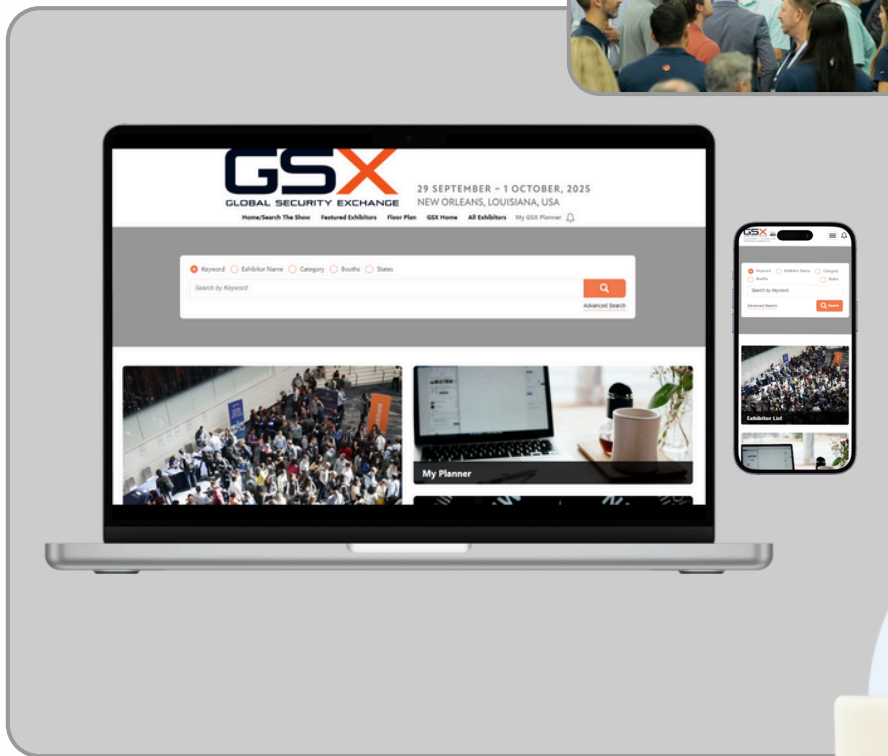 GSX
GLOBAL SECURITY EXCHANGE
29 SEPTEMBER – 1 OCTOBER, 2025
NEW ORLEANS, LOUISIANA, USA
Home/Search The Show Featured Exhibitors Floor Plan GSX Home All Exhibitors My GSX Planner
Keyword Exhibitor Name Category Booths States
Search by Keyword
Advanced Search
My Planner
GSX
Keyword Exhibitor Name Category
Booths States
Search by Keyword
Advanced Search Search
Exhibitor List